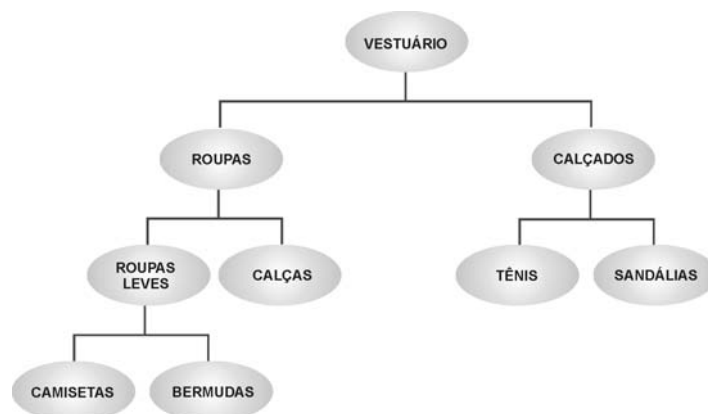 VESTUÁRIO
ROUPAS
CALÇADOS
ROUPAS
LEVES
CALÇAS
TÊNIS
SANDÁLIAS
CAMISETAS
BERMUDAS